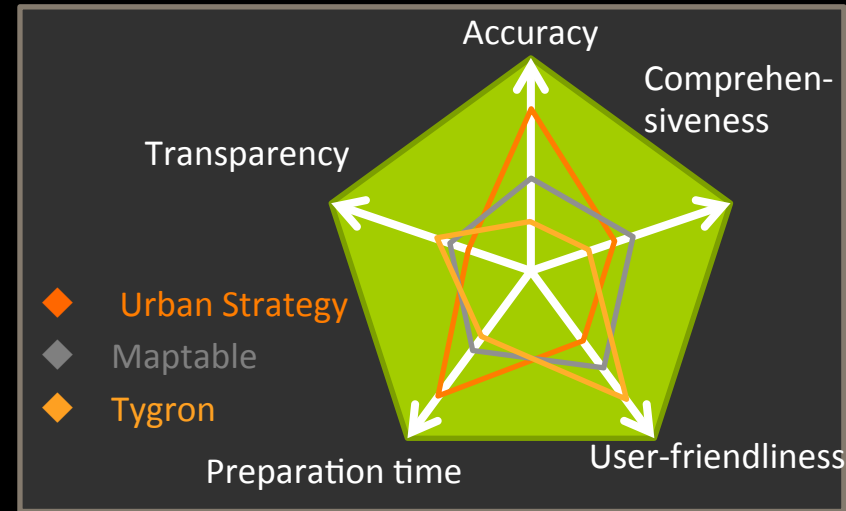 Accuracy
Comprehen-
siveness
Transparency
Urban Strategy
Maptable
Tygron
Preparation time
User-friendliness